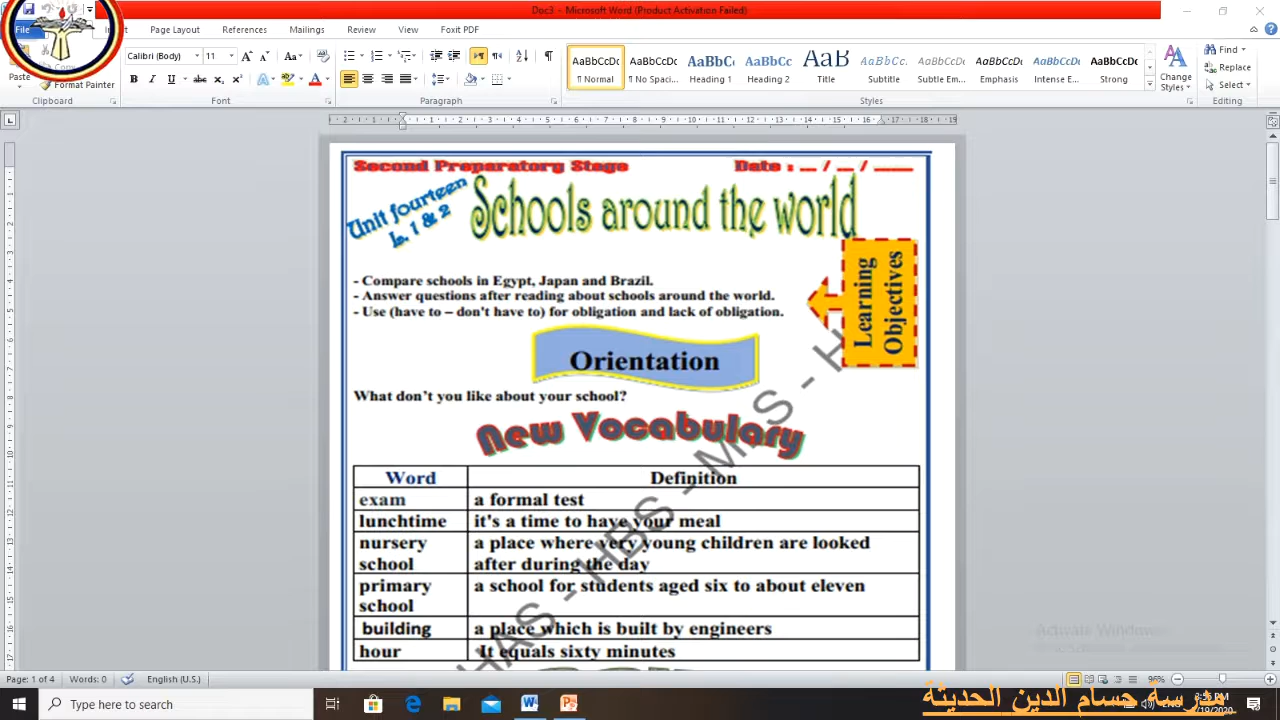 Doc3 - Microsoft Word (Product Activation Failed)
File
Page Layout
References
Mailings
Review
View
Foxit PDF
Calibri (Body)
11
Paste
Format Painter
Clipboard
Font
Paragraph
AaBbCcDc
¶ Normal
AaBbCcDc
¶ No Spaci...
AaBbC
Heading 1
AaBbCc
Heading 2
AaB
Title
AaBbCc.
Subtitle
AaBbCcDc
Subtle Em...
AaBbCcDc
Emphasis
AaBbCcDc
Intense E...
AaBbCcDc
Strong
Change
Styles
Styles
Find
Replace
Select
Editing
Second Preparatory Stage
Date : __ / __ / ____
Unit fourteen
L. 1 & 2
Schools around the world
Learning
Objectives
- Compare schools in Egypt, Japan and Brazil.
- Answer questions after reading about schools around the world.
- Use (have to – don't have to) for obligation and lack of obligation.
Orientation
What don't you like about your school?
New Vocabulary
Word Definition
exam a formal test
lunchtime it's a time to have your meal
nursery a place where very young children are looked
school after during the day
primary a school for students aged six to about eleven
school
building a place which is built by engineers
hour It equals sixty minutes
Activate Windows
Page: 1 of 4
Words: 0
English (U.S.)
96%
Type here to search
مدرسة حسام الدين الحديثة